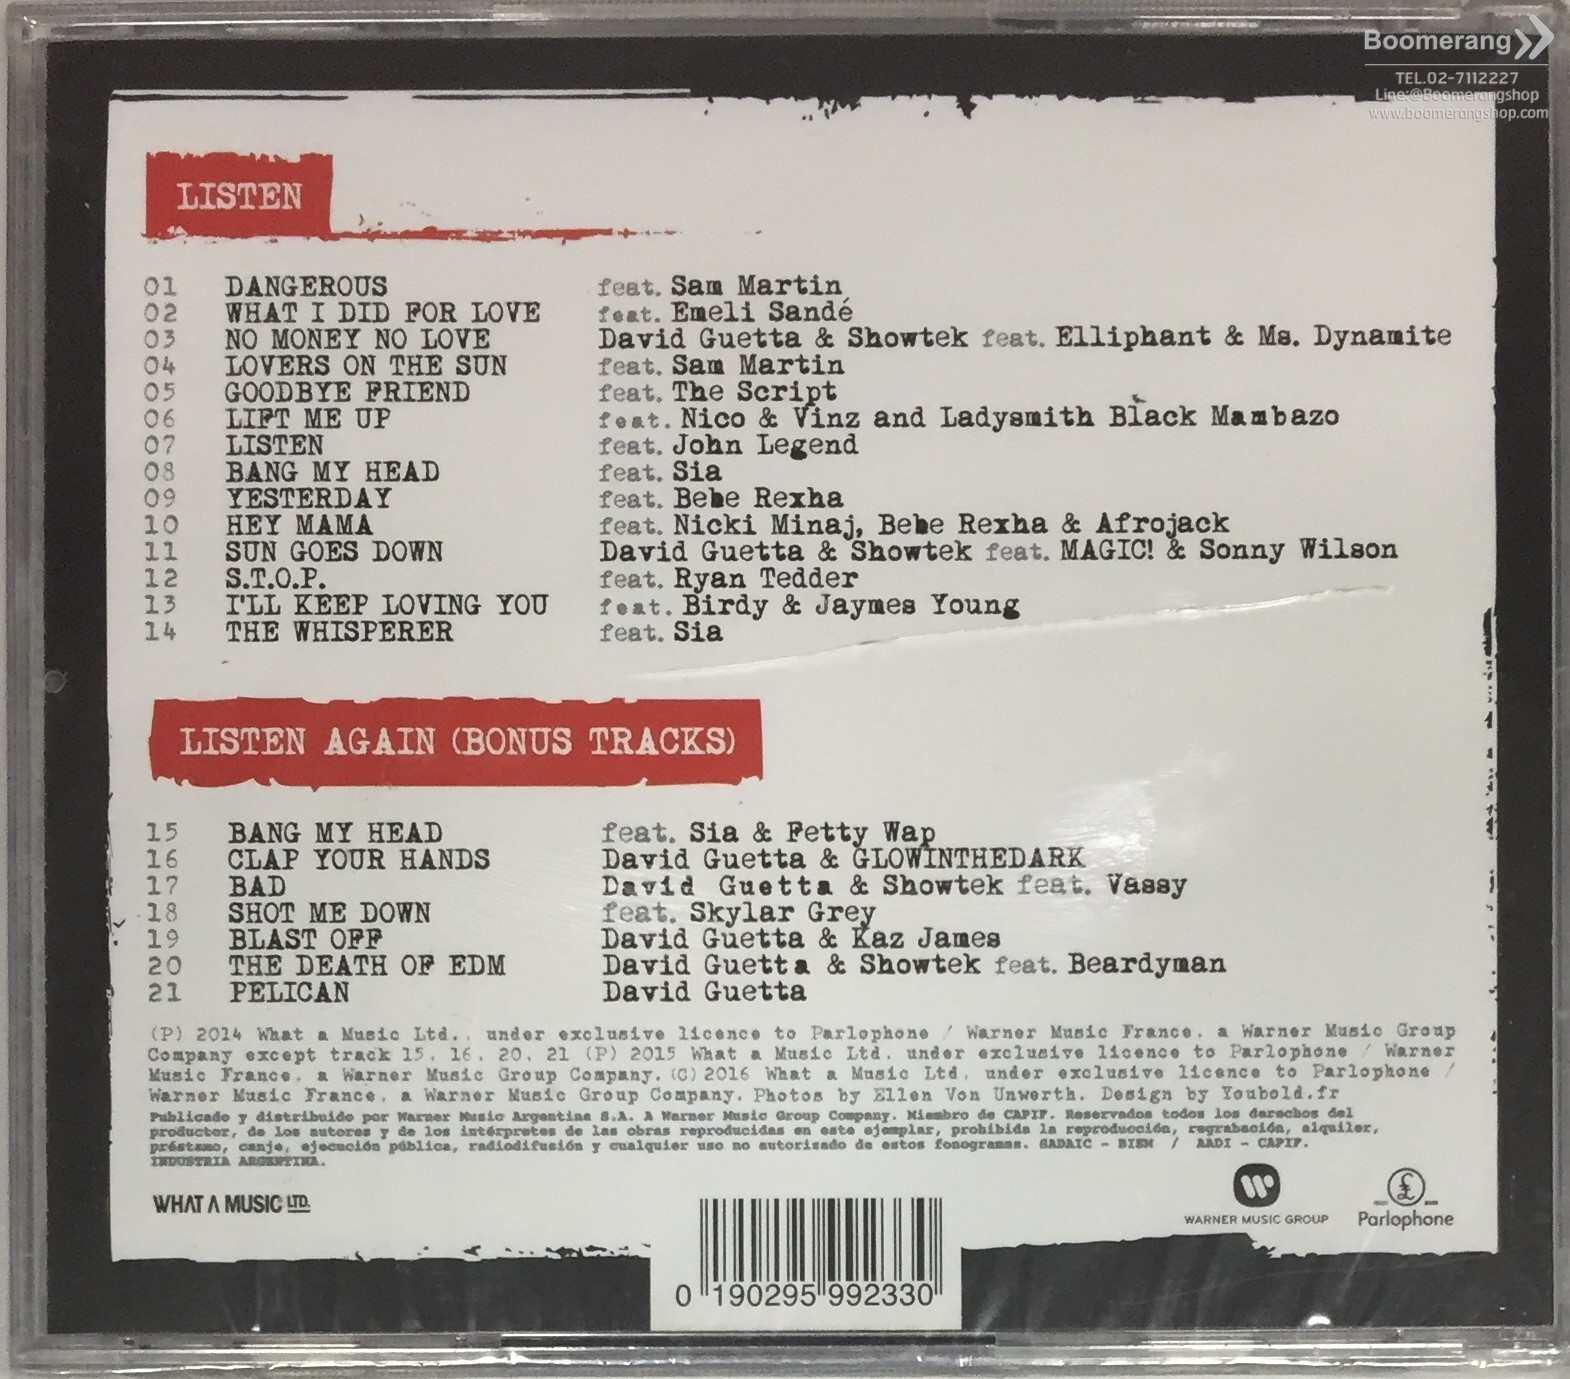 Boomerang
TEL.02-7112227
Line:@Boomerangshop
www.boomerangshop.com
LISTEN
01 DANGEROUS feat. Sam Martin
02 WHAT I DID FOR LOVE feat. Emeli Sandé
03 NO MONEY NO LOVE David Guetta & Showtek feat. Elliphant & Ms. Dynamite
04 LOVERS ON THE SUN feat. Sam Martin
05 GOODBYE FRIEND feat. The Script
06 LIFT ME UP feat. Nico & Vinz and Ladysmith Black Mambazo
07 LISTEN feat. John Legend
08 BANG MY HEAD feat. Sia
09 YESTERDAY feat. Bebe Rexha
10 HEY MAMA feat. Nicki Minaj, Bebe Rexha & Afrojack
11 SUN GOES DOWN David Guetta & Showtek feat. MAGIC! & Sonny Wilson
12 S.T.O.P. feat. Ryan Tedder
13 I'LL KEEP LOVING YOU feat. Birdy & Jaymes Young
14 THE WHISPERER feat. Sia
LISTEN AGAIN (BONUS TRACKS)
15 BANG MY HEAD feat. Sia & Fetty Wap
16 CLAP YOUR HANDS David Guetta & GLOWINTHEDARK
17 BAD David Guetta & Showtek feat. Vassy
18 SHOT ME DOWN feat. Skylar Grey
19 BLAST OFF David Guetta & Kaz James
20 THE DEATH OF EDM David Guetta & Showtek feat. Beardyman
21 PELICAN David Guetta
(P) 2014 What a Music Ltd., under exclusive licence to Parlophone / Warner Music France, a Warner Music Group
Company except track 15, 16, 20, 21 (P) 2015 What a Music Ltd, under exclusive licence to Parlophone / Warner
Music France, a Warner Music Group Company. (C) 2016 What a Music Ltd, under exclusive licence to Parlophone /
Warner Music France, a Warner Music Group Company. Photos by Ellen Von Unwerth. Design by Youbold.fr
Publicado y distribuido por Warner Music Argentina S.A. A Warner Music Group Company. Miembro de CAPIF. Reservados todos los derechos del
productor, de los autores y de los intérpretes de las obras reproducidas en este ejemplar, prohibida la reproducción, regrabación, alquiler,
préstamo, canje, ejecución pública, radiodifusión y cualquier uso no autorizado de estos fonogramas. SADAIC - BIEM / AADI - CAPIF.
INDUSTRIA ARGENTINA.
WHAT A MUSIC LTD.
WARNER MUSIC GROUP
Parlophone
0 190295 992330